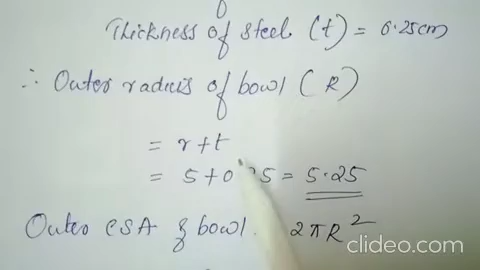 Thickness of steel (t) = 0.25cm
∴ Outer radius of bowl (R)
= r+t
= 5+0.25 = 5.25
Outer CSA of bowl. 2πR²
clideo.com